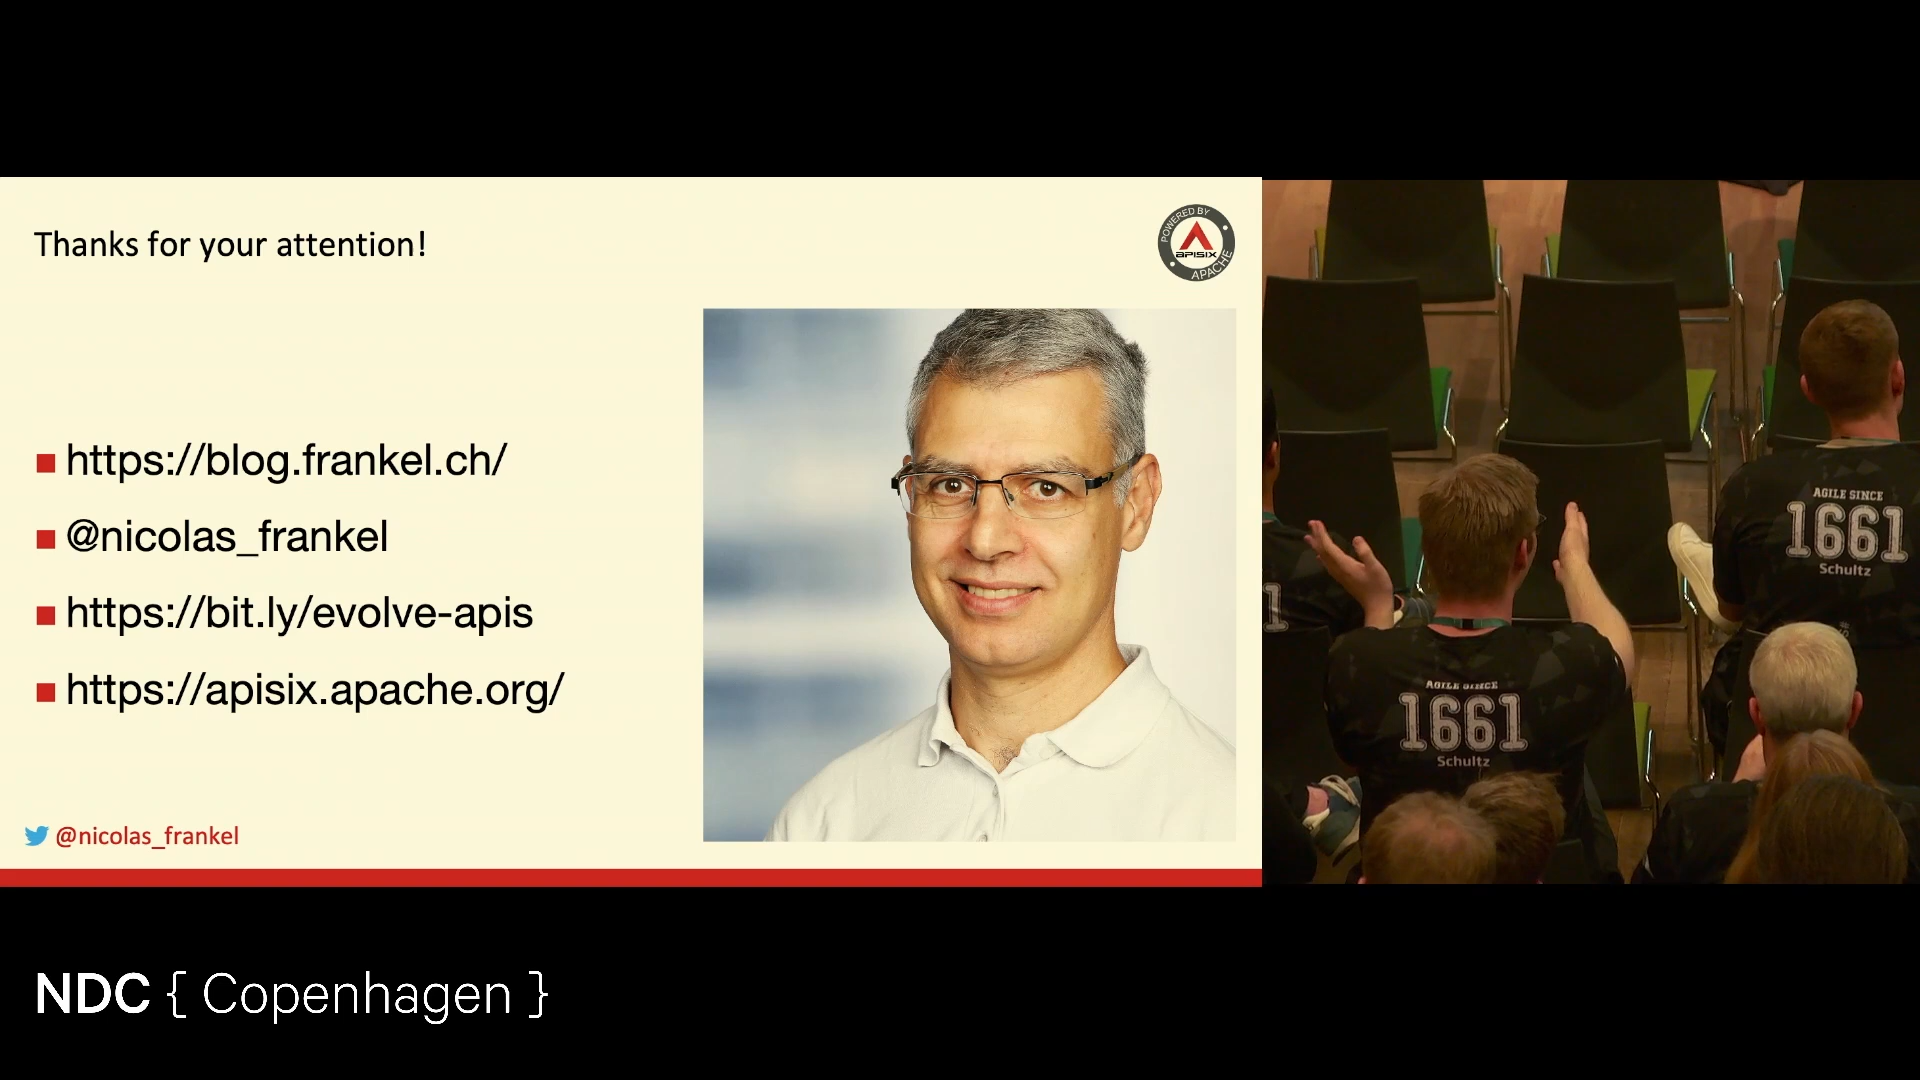 Thanks for your attention!
POWERED BY
APISIX
APACHE
https://blog.frankel.ch/
@nicolas_frankel
https://bit.ly/evolve-apis
https://apisix.apache.org/
@nicolas_frankel
AGILE SINCE
1661
Schultz
AGILE SINCE
1661
Schultz
1
NDC { Copenhagen }